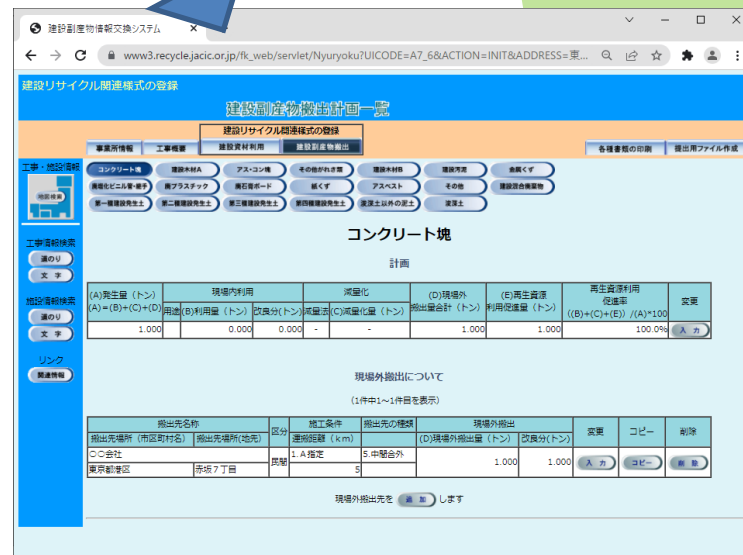 建設副産物情報交換システム
www3.recycle.jacic.or.jp/fk_web/servlet/Nyuryoku?UICODE=A7_6&ACTION=INIT&ADDRESS=東...
建設リサイクル関連様式の登録
建設副産物搬出計画一覧
建設リサイクル関連様式の登録
事業所情報 工事概要 建設資材利用 建設副産物搬出 各種書類の印刷 提出用ファイル作成
工事・施設情報
地図検索
工事情報検索
道のり
文 字
施設情報検索
道のり
文 字
リンク
関連情報
コンクリート塊 建設木材A アス・コン塊 その他がれき類 建設木材B 建設汚泥 金属くず
廃塩化ビニル管・継手 廃プラスチック 廃石膏ボード 紙くず アスベスト その他 建設混合廃棄物
第一種建設発生土 第二種建設発生土 第三種建設発生土 第四種建設発生土 浚渫土以外の泥土 浚渫土
コンクリート塊
計画
(A)発生量（トン） 現場内利用 減量化 (D)現場外 (E)再生資源 再生資源利用 変更
(A)=(B)+(C)+(D) 用途 (B)利用量（トン） 改良分(トン) 減量法 (C)減量化量（トン） 搬出量合計（トン） 利用促進量（トン） 促進率
((B)+(C)+(E)）/(A)*100
1.000 0.000 0.000 - - 1.000 1.000 100.0% 入 力
現場外搬出について
(1件中1～1件目を表示)
搬出先名称 区分 施工条件 搬出先の種類 現場外搬出 変更 コピー 削除
搬出先場所（市区町村名） 搬出先場所(地先) 運搬距離（km） (D)現場外搬出量（トン） 改良分(トン)
○○会社 民間 1.A指定 5.中間合外 1.000 1.000 入 力 コピー 削 除
東京都港区 赤坂７丁目 5
現場外搬出先を 追 加 します